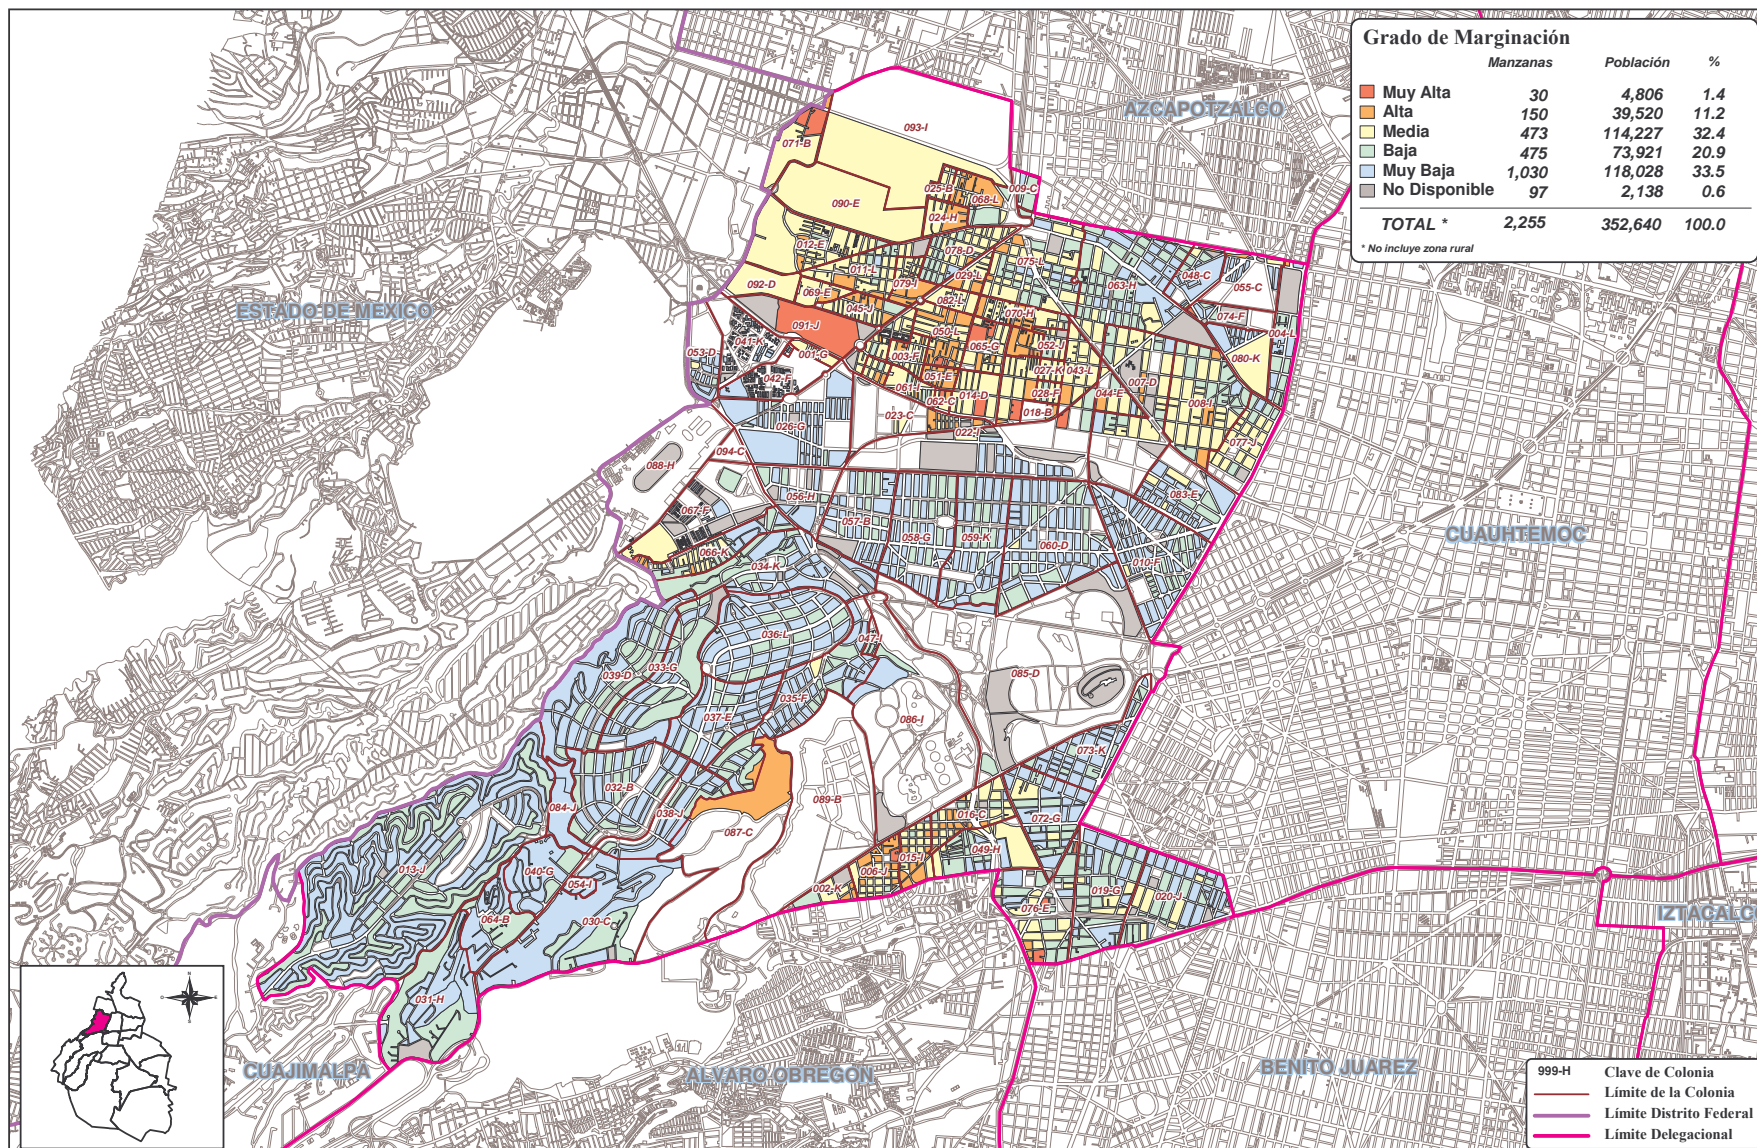 Grado de Marginación
Manzanas Población %
Muy Alta 30 4,806 1.4
Alta 150 39,520 11.2
Media 473 114,227 32.4
Baja 475 73,921 20.9
Muy Baja 1,030 118,028 33.5
No Disponible 97 2,138 0.6
TOTAL * 2,255 352,640 100.0
* No incluye zona rural
AZCAPOTZALCO
ESTADO DE MEXICO
CUAUHTEMOC
IZTACALCO
BENITO JUAREZ
ALVARO OBREGON
CUAJIMALPA
093-I
071-B
025-B
009-C
068-L
090-E
024-H
012-E
078-D
075-L
011-L
029-L
048-C
079-I
063-H
055-C
092-D
069-E
082-L
045-J
070-H
074-F
091-J
050-L
004-L
041-K
065-G
052-J
053-D
001-G
003-F
080-K
042-F
051-E
027-K
043-L
007-D
061-I
062-C
014-D
028-F
044-E
008-I
018-B
023-C
026-G
022-I
077-J
094-C
088-H
056-H
083-E
067-F
057-B
058-G
059-K
060-D
066-K
034-K
010-F
036-L
047-I
033-G
039-D
085-D
035-F
037-E
086-I
073-K
032-B
089-B
084-J
038-J
016-C
087-C
072-G
049-H
015-I
013-J
040-G
006-J
054-I
002-K
019-G
020-J
064-B
076-E
030-C
031-H
999-H Clave de Colonia
Límite de la Colonia
Límite Distrito Federal
Límite Delegacional